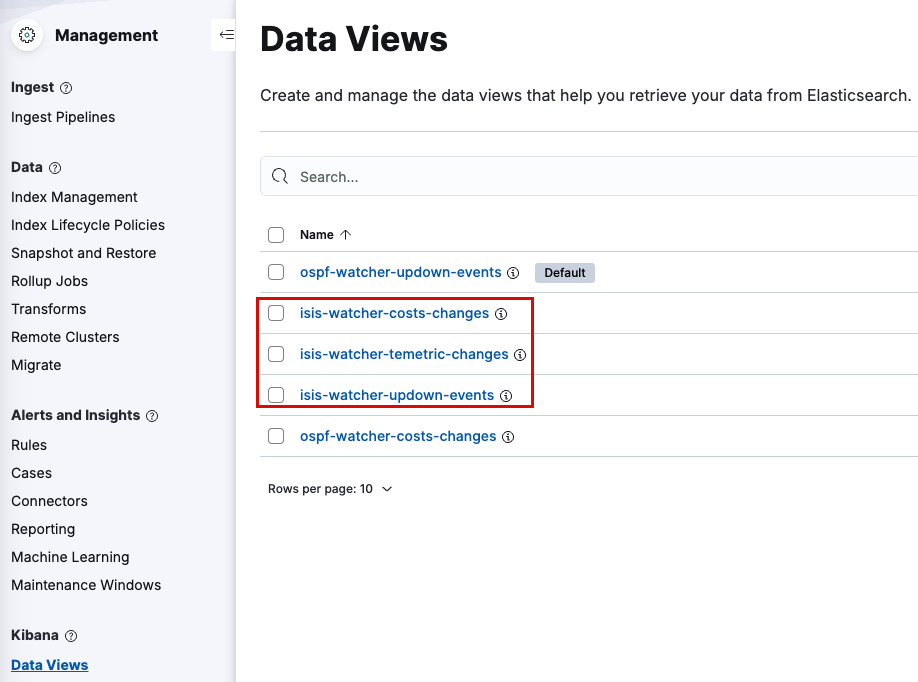 Management
Ingest
Ingest Pipelines
Data
Index Management
Index Lifecycle Policies
Snapshot and Restore
Rollup Jobs
Transforms
Remote Clusters
Migrate
Alerts and Insights
Rules
Cases
Connectors
Reporting
Machine Learning
Maintenance Windows
Kibana
Data Views
Data Views
Create and manage the data views that help you retrieve your data from Elasticsearch.
Search...
Name
ospf-watcher-updown-events Default
isis-watcher-costs-changes
isis-watcher-temetric-changes
isis-watcher-updown-events
ospf-watcher-costs-changes
Rows per page: 10